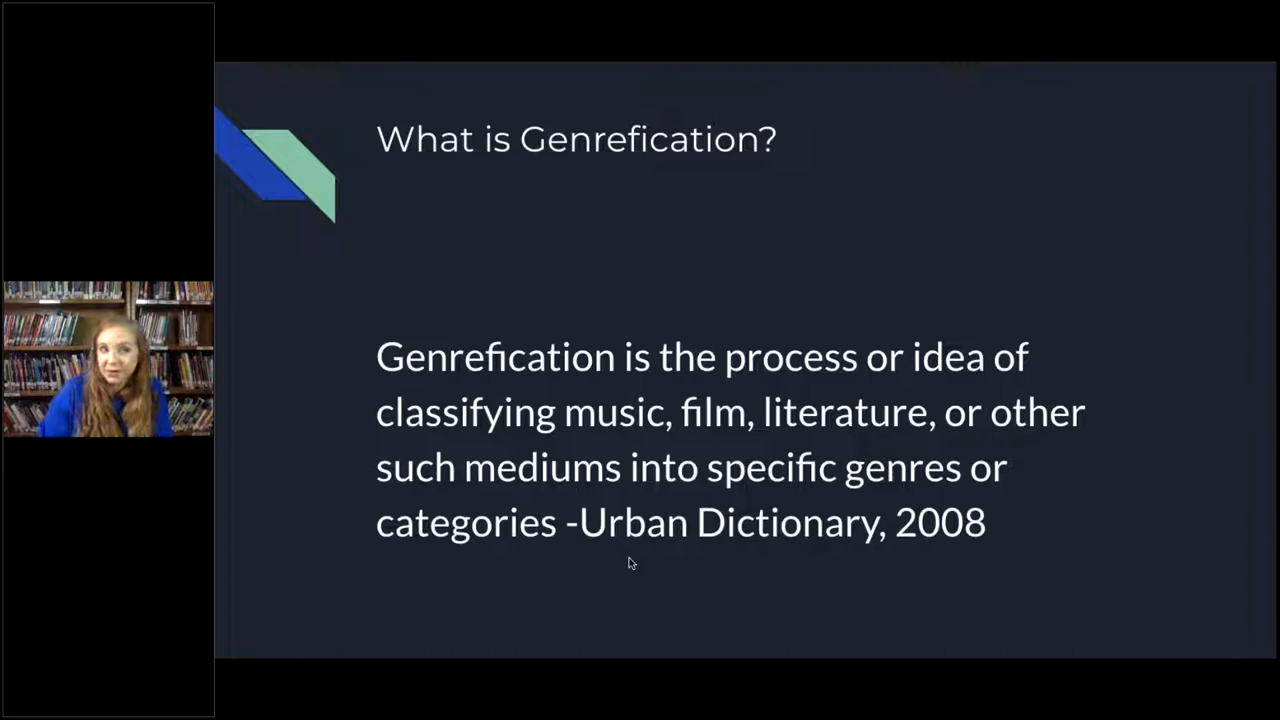 What is Genrefication?
Genrefication is the process or idea of
classifying music, film, literature, or other
such mediums into specific genres or
categories -Urban Dictionary, 2008